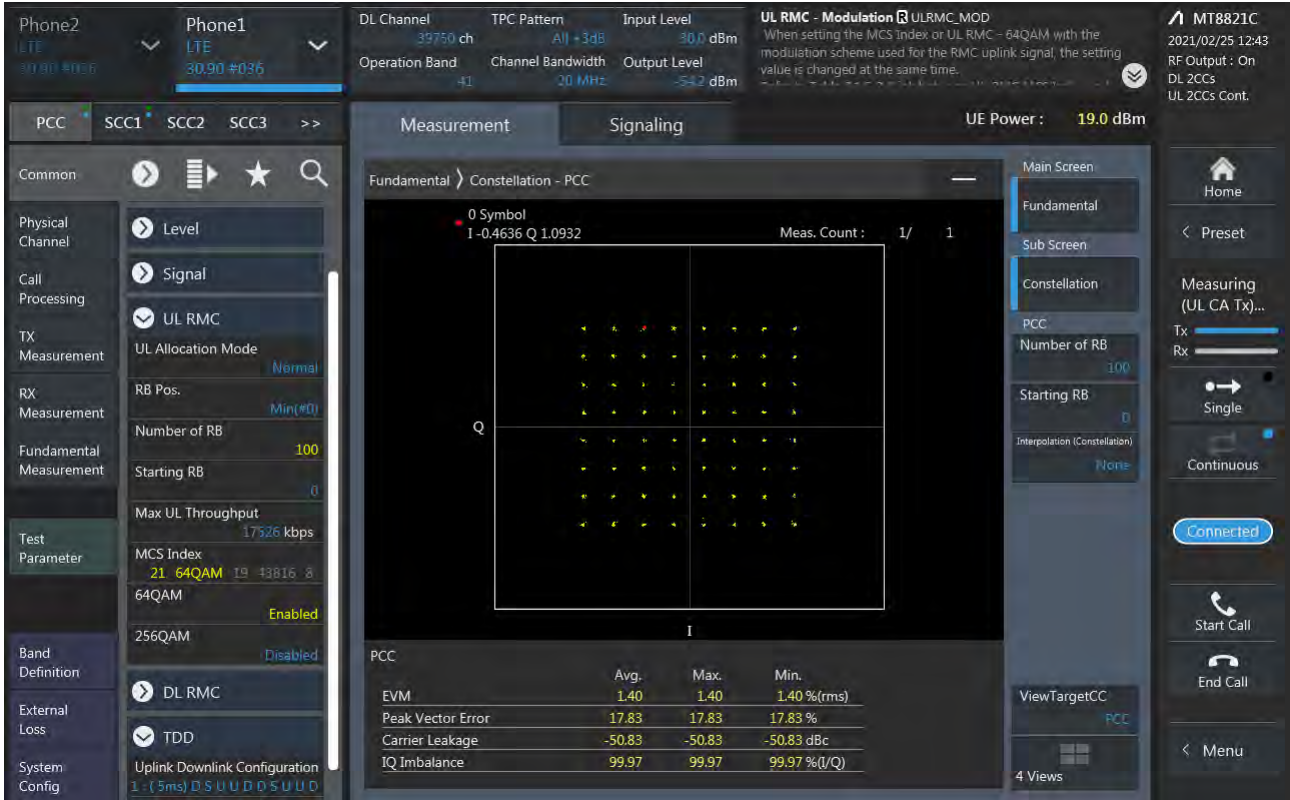 Phone2
LTE
30.90 #036
Phone1
LTE
30.90 #036
DL Channel
39750 ch
TPC Pattern
All +3dB
Input Level
30.0 dBm
Operation Band
41
Channel Bandwidth
20 MHz
Output Level
-54.2 dBm
UL RMC - Modulation R ULRMC_MOD
When setting the MCS Index or UL RMC - 64QAM with the
modulation scheme used for the RMC uplink signal, the setting
value is changed at the same time.
MT8821C
2021/02/25 12:43
RF Output : On
DL 2CCs
UL 2CCs Cont.
PCC
SCC1
SCC2
SCC3
>>
Measurement
Signaling
UE Power : 19.0 dBm
Common
Physical
Channel
Call
Processing
TX
Measurement
RX
Measurement
Fundamental
Measurement
Test
Parameter
Band
Definition
External
Loss
System
Config
Level
Signal
UL RMC
UL Allocation Mode
Normal
RB Pos.
Min(#0)
Number of RB
100
Starting RB
0
Max UL Throughput
17526 kbps
MCS Index
21 64QAM 19 43816 8
64QAM
Enabled
256QAM
Disabled
DL RMC
TDD
Uplink Downlink Configuration
1 : ( 5ms) D S U U D D S U U D
Fundamental > Constellation - PCC
0 Symbol
I -0.4636 Q 1.0932
Meas. Count : 1/ 1
Q
I
PCC
Avg. Max. Min.
EVM 1.40 1.40 1.40 %(rms)
Peak Vector Error 17.83 17.83 17.83 %
Carrier Leakage -50.83 -50.83 -50.83 dBc
IQ Imbalance 99.97 99.97 99.97 %(I/Q)
Main Screen
Fundamental
Sub Screen
Constellation
PCC
Number of RB
100
Starting RB
0
Interpolation (Constellation)
None
ViewTargetCC
PCC
4 Views
Home
< Preset
Measuring
(UL CA Tx)...
Tx
Rx
Single
Continuous
Connected
Start Call
End Call
< Menu